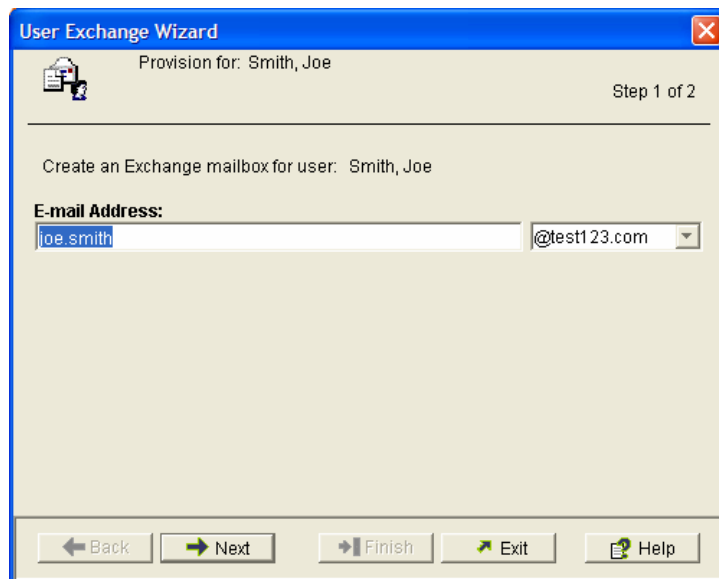 User Exchange Wizard
Provision for: Smith, Joe
Step 1 of 2
Create an Exchange mailbox for user: Smith, Joe
E-mail Address:
joe.smith @test123.com
Back Next Finish Exit Help